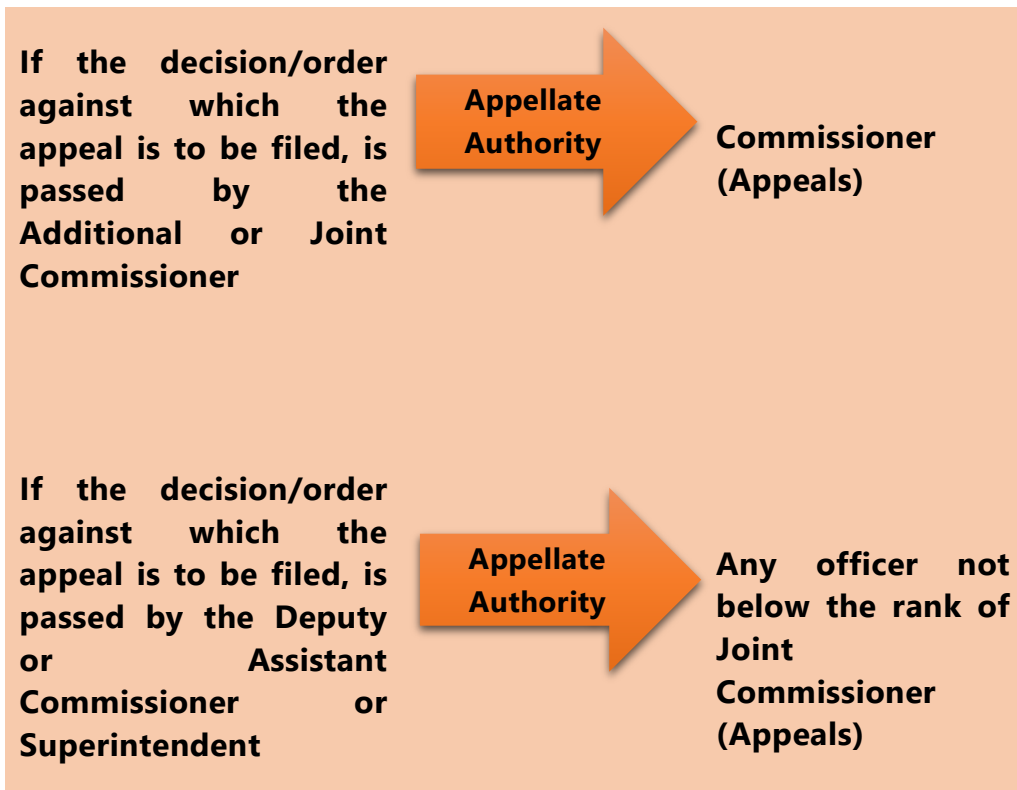 If the decision/order
against which the
appeal is to be filed, is
passed by the
Additional or Joint
Commissioner
Appellate
Authority
Commissioner
(Appeals)
If the decision/order
against which the
appeal is to be filed, is
passed by the Deputy
or Assistant
Commissioner or
Superintendent
Appellate
Authority
Any officer not
below the rank of
Joint
Commissioner
(Appeals)